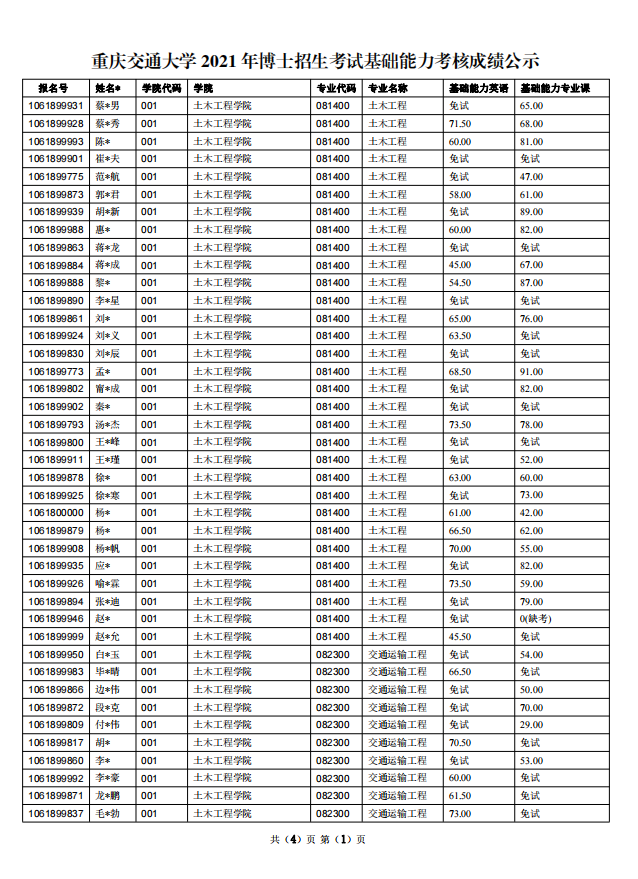 重庆交通大学 2021 年博士招生考试基础能力考核成绩公示
报名号 姓名* 学院代码 学院 专业代码 专业名称 基础能力英语 基础能力专业课
1061899931 蔡*男 001 土木工程学院 081400 土木工程 免试 65.00
1061899928 蔡*秀 001 土木工程学院 081400 土木工程 71.50 68.00
1061899993 陈* 001 土木工程学院 081400 土木工程 60.00 81.00
1061899901 崔*夫 001 土木工程学院 081400 土木工程 免试 免试
1061899775 范*航 001 土木工程学院 081400 土木工程 免试 47.00
1061899873 郭*君 001 土木工程学院 081400 土木工程 58.00 61.00
1061899939 胡*新 001 土木工程学院 081400 土木工程 免试 89.00
1061899988 惠* 001 土木工程学院 081400 土木工程 60.00 82.00
1061899863 蒋*龙 001 土木工程学院 081400 土木工程 免试 免试
1061899884 蒋*成 001 土木工程学院 081400 土木工程 45.00 67.00
1061899888 黎* 001 土木工程学院 081400 土木工程 54.50 87.00
1061899890 李*星 001 土木工程学院 081400 土木工程 免试 免试
1061899861 刘* 001 土木工程学院 081400 土木工程 65.00 76.00
1061899924 刘*义 001 土木工程学院 081400 土木工程 63.50 免试
1061899830 刘*辰 001 土木工程学院 081400 土木工程 免试 免试
1061899773 孟* 001 土木工程学院 081400 土木工程 68.50 91.00
1061899802 甯*成 001 土木工程学院 081400 土木工程 免试 82.00
1061899902 秦* 001 土木工程学院 081400 土木工程 免试 免试
1061899793 汤*杰 001 土木工程学院 081400 土木工程 73.50 78.00
1061899800 王*峰 001 土木工程学院 081400 土木工程 免试 免试
1061899911 王*瑾 001 土木工程学院 081400 土木工程 免试 52.00
1061899878 徐* 001 土木工程学院 081400 土木工程 63.00 60.00
1061899925 徐*寒 001 土木工程学院 081400 土木工程 免试 73.00
1061800000 杨* 001 土木工程学院 081400 土木工程 61.00 42.00
1061899879 杨* 001 土木工程学院 081400 土木工程 66.50 62.00
1061899908 杨*帆 001 土木工程学院 081400 土木工程 70.00 55.00
1061899935 应* 001 土木工程学院 081400 土木工程 免试 82.00
1061899926 喻*霖 001 土木工程学院 081400 土木工程 73.50 59.00
1061899894 张*迪 001 土木工程学院 081400 土木工程 免试 79.00
1061899946 赵* 001 土木工程学院 081400 土木工程 免试 0(缺考)
1061899999 赵*允 001 土木工程学院 081400 土木工程 45.50 免试
1061899950 白*玉 001 土木工程学院 082300 交通运输工程 免试 54.00
1061899983 毕*晴 001 土木工程学院 082300 交通运输工程 66.50 免试
1061899866 边*伟 001 土木工程学院 082300 交通运输工程 免试 50.00
1061899872 段*克 001 土木工程学院 082300 交通运输工程 免试 70.00
1061899809 付*伟 001 土木工程学院 082300 交通运输工程 免试 29.00
1061899817 胡* 001 土木工程学院 082300 交通运输工程 70.50 免试
1061899860 李* 001 土木工程学院 082300 交通运输工程 免试 53.00
1061899992 李*豪 001 土木工程学院 082300 交通运输工程 60.00 免试
1061899871 龙*鹏 001 土木工程学院 082300 交通运输工程 61.50 免试
1061899837 毛*勃 001 土木工程学院 082300 交通运输工程 73.00 免试
共（4）页 第（1）页